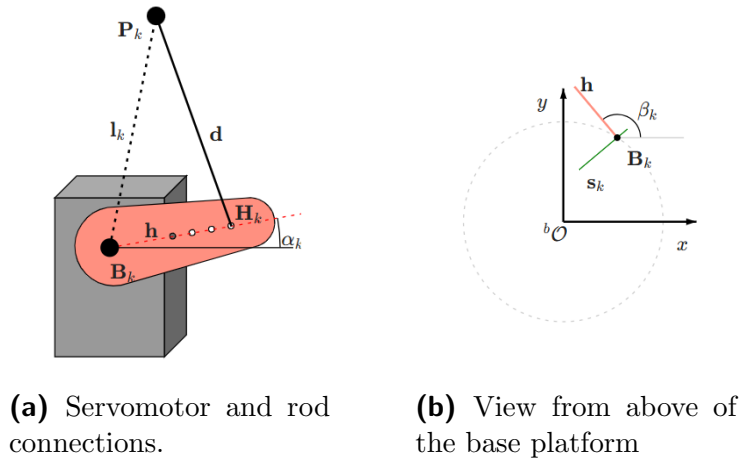 P_k
l_k
d
h
H_k
α_k
B_k
y
h
β_k
B_k
s_k
ᵇO
x
(a) Servomotor and rod
connections.
(b) View from above of
the base platform